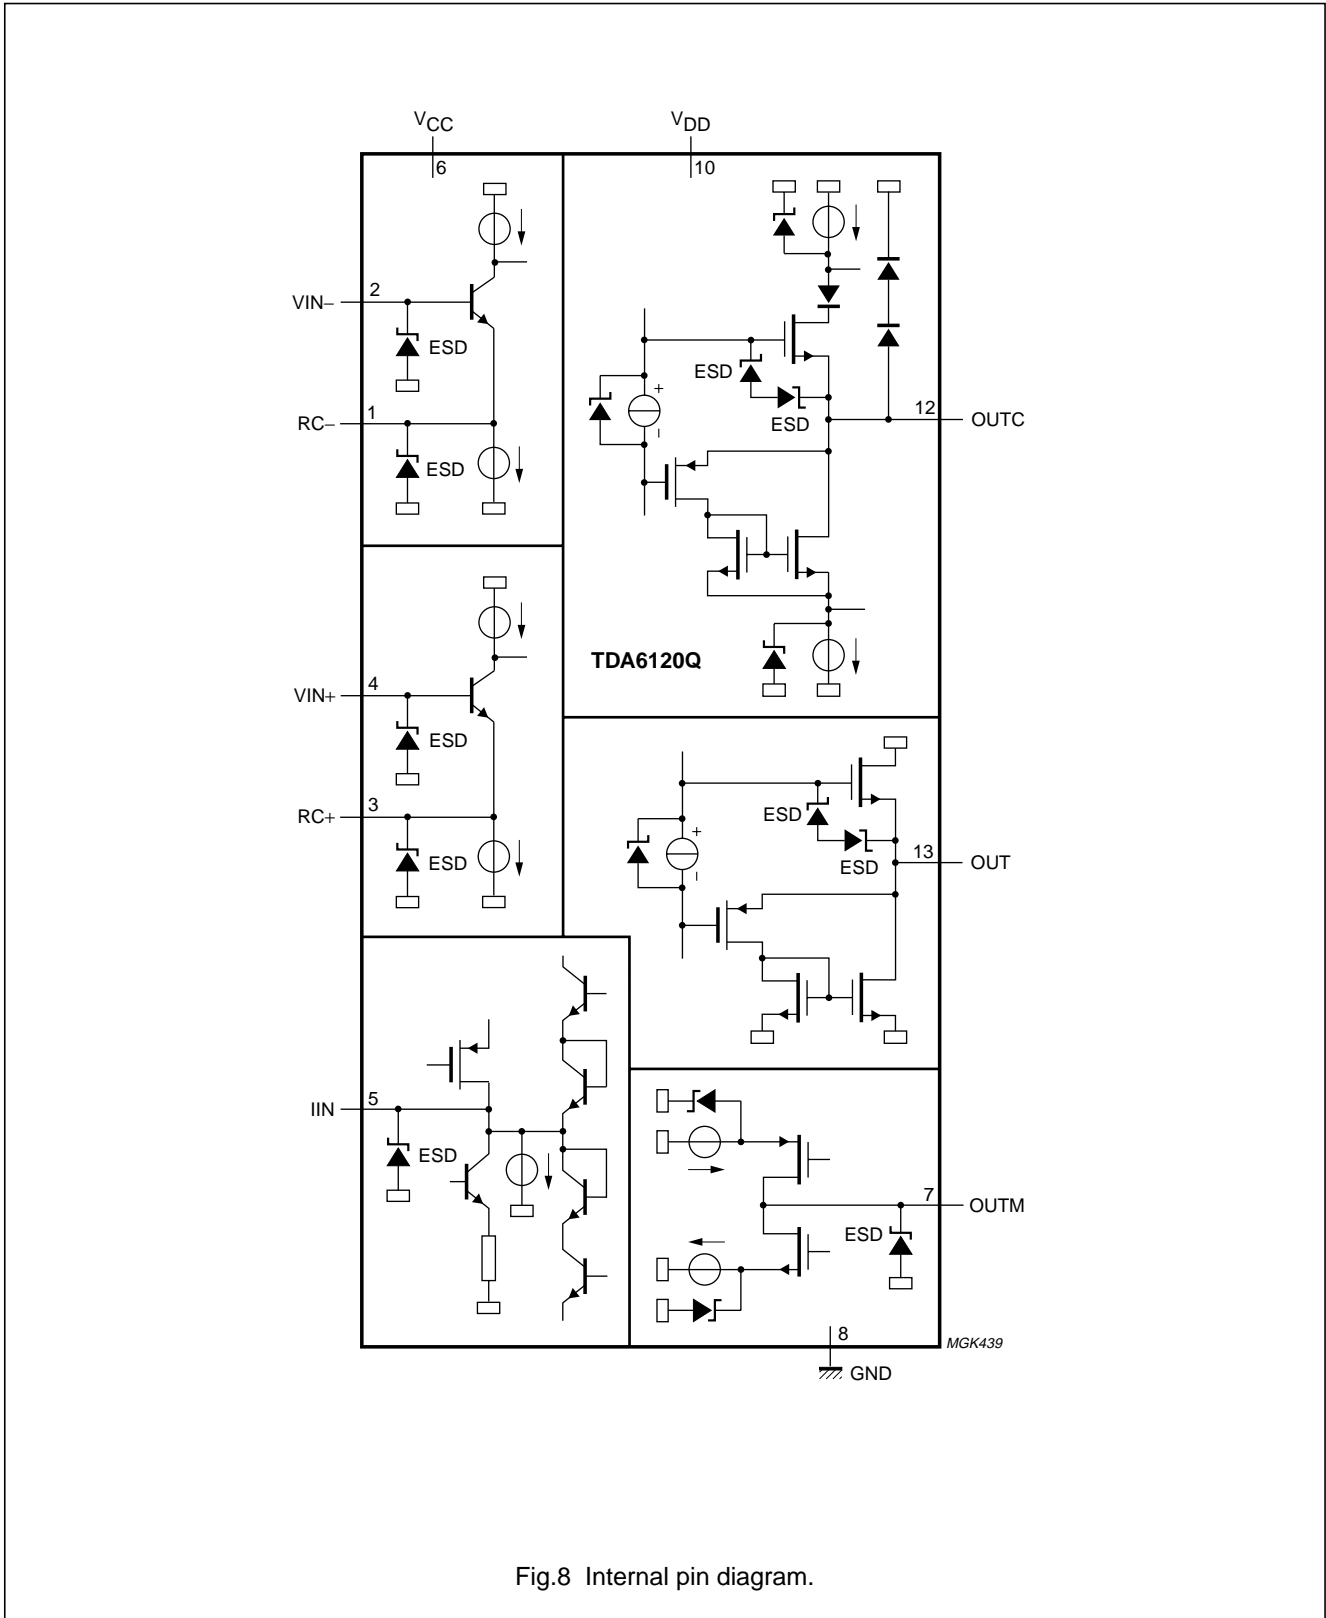 VCC
VDD
6
10
VIN−
2
ESD
RC−
1
ESD
ESD
+
−
ESD
12
OUTC
TDA6120Q
VIN+
4
ESD
RC+
3
ESD
ESD
+
−
ESD
13
OUT
IIN
5
ESD
7
OUTM
ESD
8
GND
MGK439
Fig.8 Internal pin diagram.